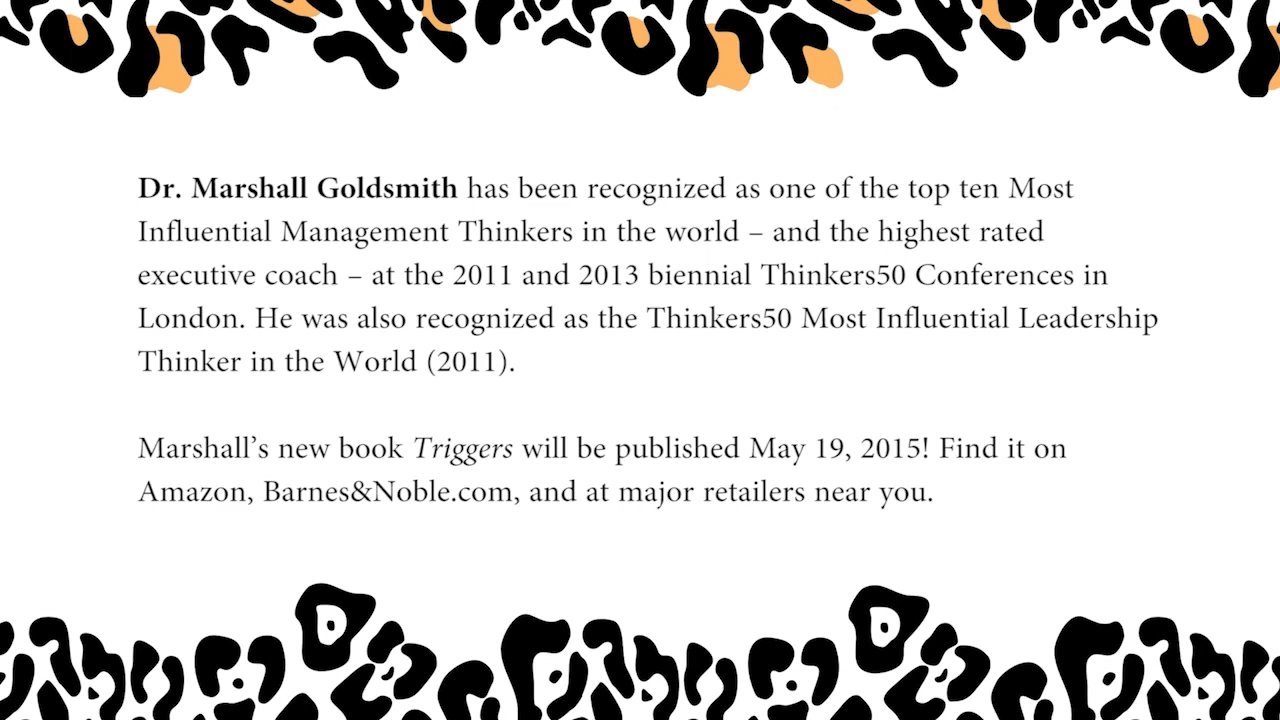 Dr. Marshall Goldsmith has been recognized as one of the top ten Most
Influential Management Thinkers in the world – and the highest rated
executive coach – at the 2011 and 2013 biennial Thinkers50 Conferences in
London. He was also recognized as the Thinkers50 Most Influential Leadership
Thinker in the World (2011).
Marshall’s new book Triggers will be published May 19, 2015! Find it on
Amazon, Barnes&Noble.com, and at major retailers near you.